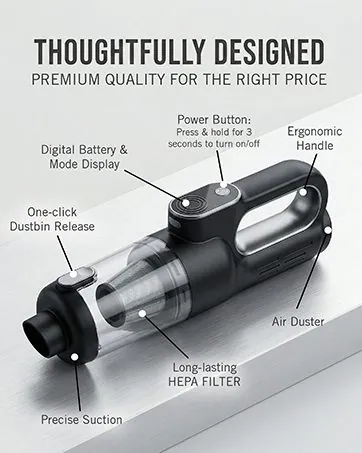 THOUGHTFULLY DESIGNED
PREMIUM QUALITY FOR THE RIGHT PRICE
Power Button:
Press & hold for 3
seconds to turn on/off
Ergonomic
Handle
Digital Battery &
Mode Display
One-click
Dustbin Release
Air Duster
Long-lasting
HEPA FILTER
Precise Suction